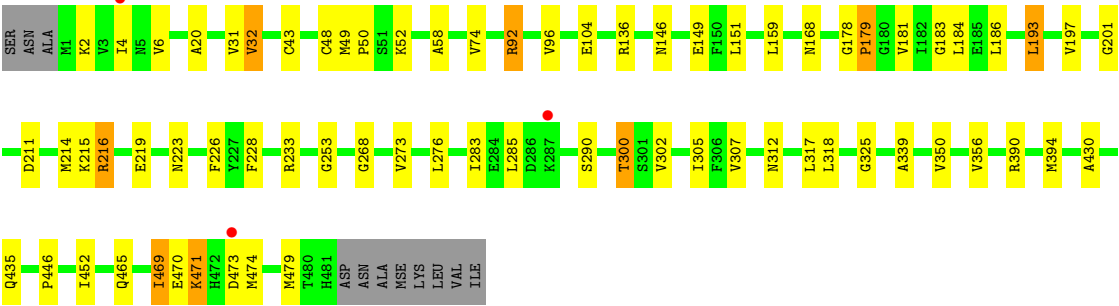 SER ASN ALA M1 K2 V3 I4 N5 V6 A20 V31 V32 C43 C48 M49 P50 S51 K52 A58 V74 R92 V96 E104 R136 N146 E149 F150 L151 L159 N168 G178 P179 G180 V181 I182 G183 L184 E185 L186 L193 V197 G201
D211 M214 K215 R216 E219 N223 F226 Y227 F228 R233 G253 G268 V273 L276 I283 E284 L285 D286 K287 S290 T300 S301 V302 I305 F306 V307 N312 L317 L318 G325 A339 V350 V356 R390 M394 A430
Q435 P446 I452 Q465 I469 E470 K471 H472 D473 M474 M479 T480 H481 ASP ASN ALA MSE LYS LEU VAL ILE